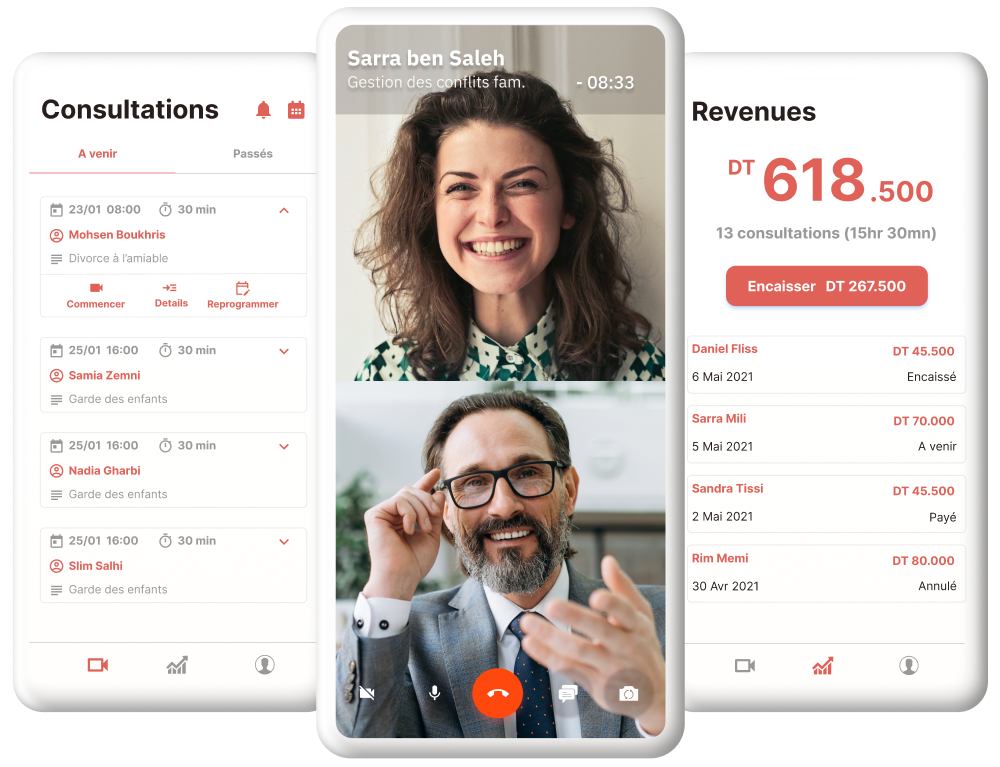 Consultations
A venir Passés
23/01 08:00 30 min
Mohsen Boukhris
Divorce à l'amiable
Commencer Details Reprogrammer
25/01 16:00 30 min
Samia Zemni
Garde des enfants
25/01 16:00 30 min
Nadia Gharbi
Garde des enfants
25/01 16:00 30 min
Slim Salhi
Garde des enfants
Sarra ben Saleh
Gestion des conflits fam. - 08:33
Revenues
DT 618.500
13 consultations (15hr 30mn)
Encaisser DT 267.500
Daniel Fliss DT 45.500
6 Mai 2021 Encaissé
Sarra Mili DT 70.000
5 Mai 2021 A venir
Sandra Tissi DT 45.500
2 Mai 2021 Payé
Rim Memi DT 80.000
30 Avr 2021 Annulé